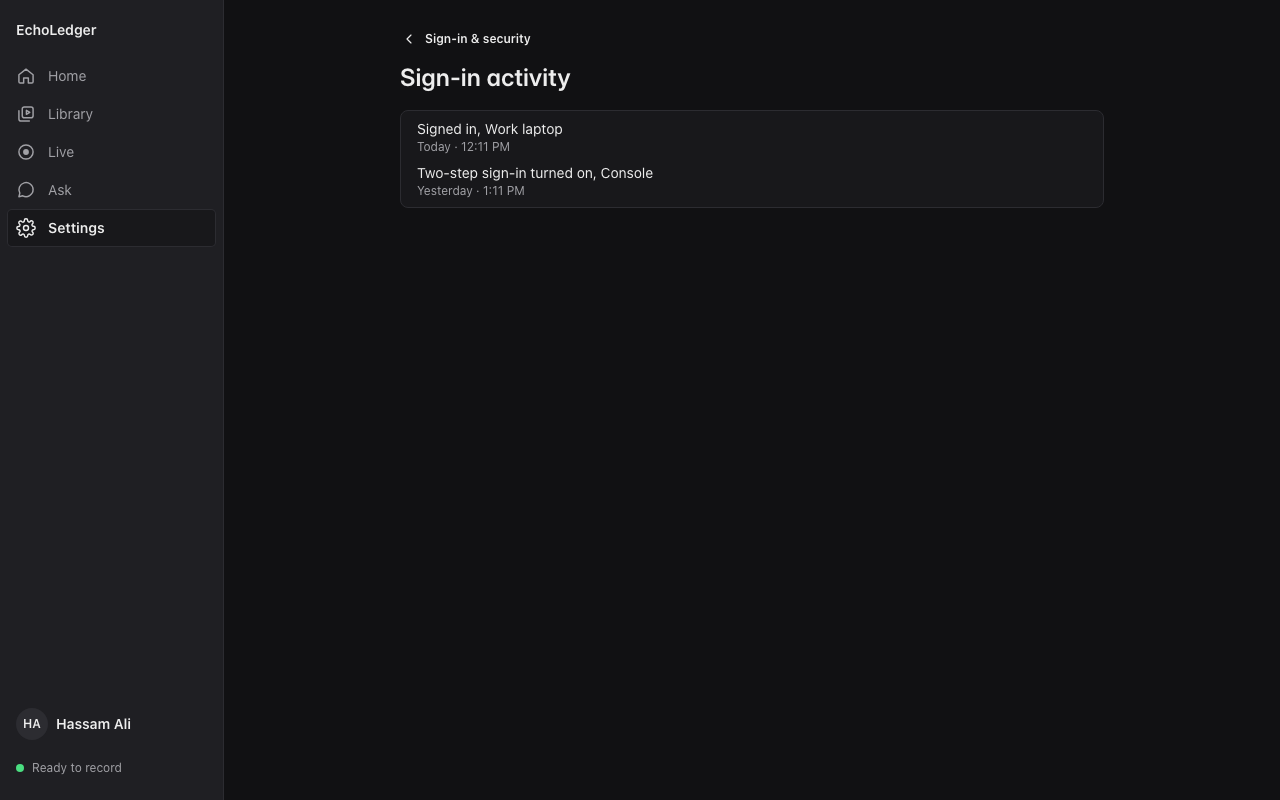 EchoLedger
Home
Library
Live
Ask
Settings
Hassam Ali
HA
Ready to record
Sign-in & security
Sign-in activity
Signed in, Work laptop
Today · 12:11 PM
Two-step sign-in turned on, Console
Yesterday · 1:11 PM